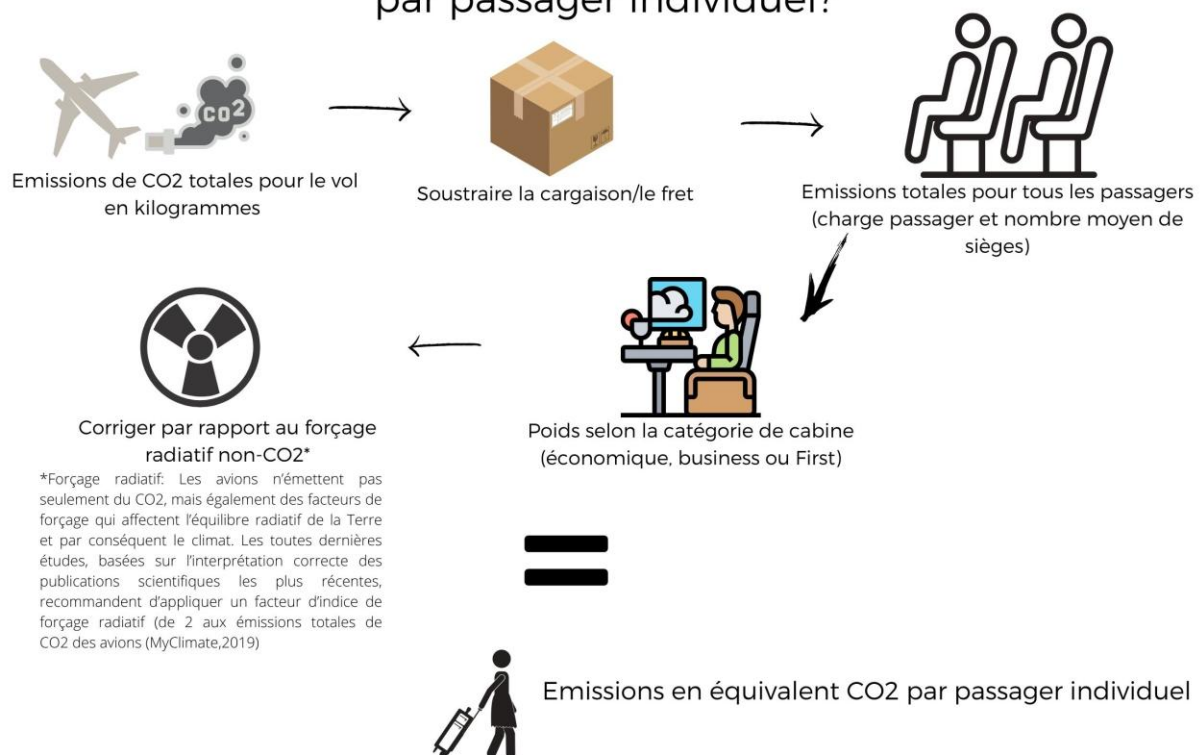 par passager individuel?
CO2
Emissions de CO2 totales pour le vol
en kilogrammes
Soustraire la cargaison/le fret
Emissions totales pour tous les passagers
(charge passager et nombre moyen de
sièges)
Corriger par rapport au forçage
radiatif non-CO2*
*Forçage radiatif: Les avions n'émettent pas
seulement du CO2, mais également des facteurs de
forçage qui affectent l'équilibre radiatif de la Terre
et par conséquent le climat. Les toutes dernières
études, basées sur l'interprétation correcte des
publications scientifiques les plus récentes,
recommandent d'appliquer un facteur d'indice de
forçage radiatif (de 2 aux émissions totales de
CO2 des avions (MyClimate,2019)
Poids selon la catégorie de cabine
(économique, business ou First)
Emissions en équivalent CO2 par passager individuel